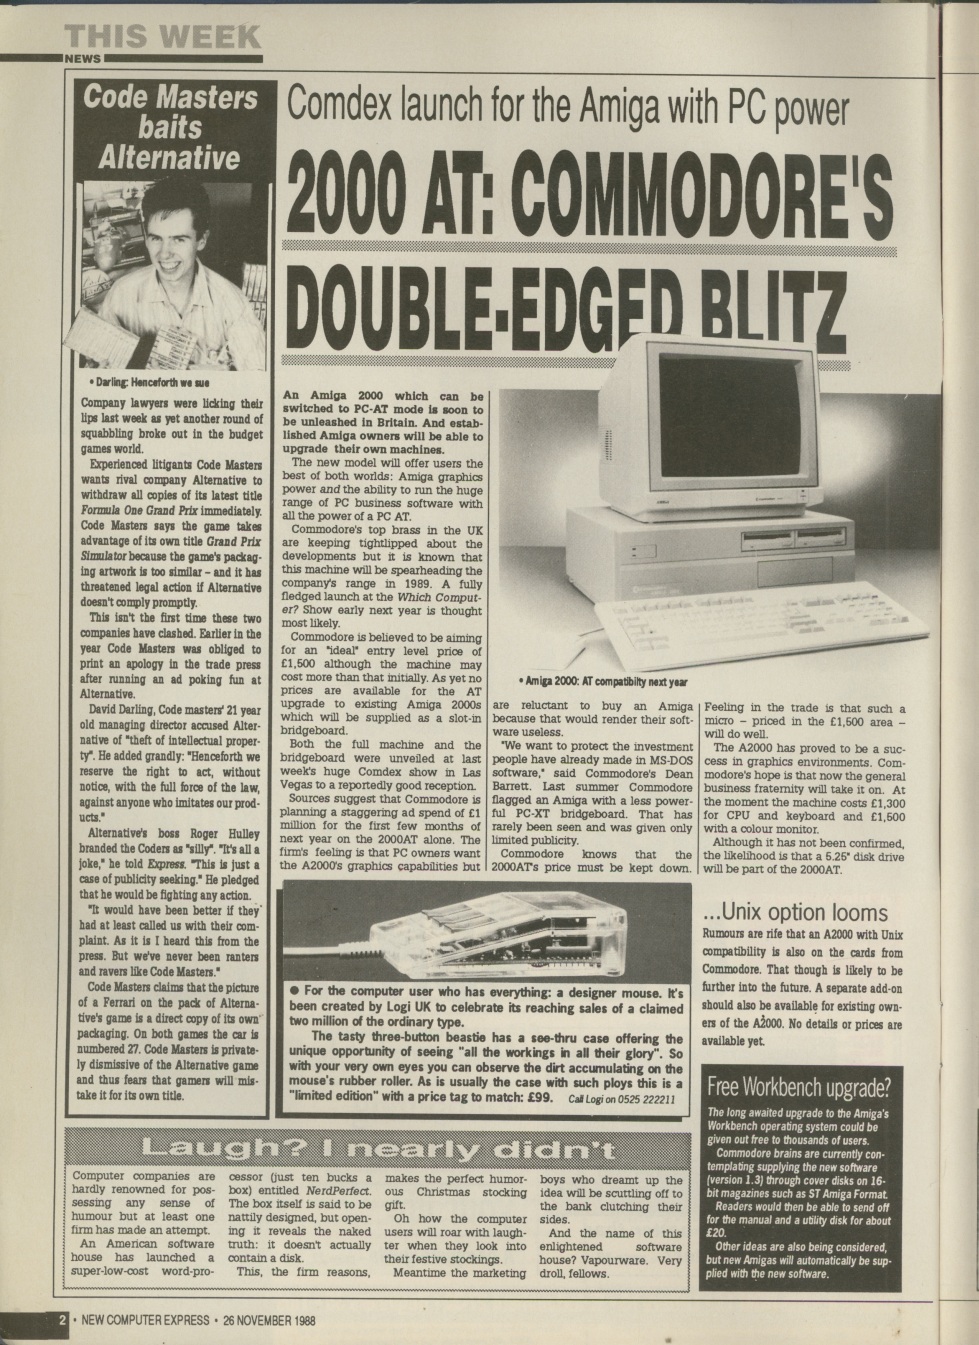 THIS WEEK
NEWS
Code Masters
baits
Alternative
• Darling: Henceforth we sue
Company lawyers were licking their
lips last week as yet another round of
squabbling broke out in the budget
games world.
Experienced litigants Code Masters
wants rival company Alternative to
withdraw all copies of its latest title
Formula One Grand Prix immediately.
Code Masters says the game takes
advantage of its own title Grand Prix
Simulator because the game's packag-
ing artwork is too similar – and it has
threatened legal action if Alternative
doesn't comply promptly.
This isn't the first time these two
companies have clashed. Earlier in the
year Code Masters was obliged to
print an apology in the trade press
after running an ad poking fun at
Alternative.
David Darling, Code masters' 21 year
old managing director accused Alter-
native of "theft of intellectual proper-
ty". He added grandly: "Henceforth we
reserve the right to act, without
notice, with the full force of the law,
against anyone who imitates our prod-
ucts."
Alternative's boss Roger Hulley
branded the Coders as "silly". "It's all a
joke," he told Express. "This is just a
case of publicity seeking." He pledged
that he would be fighting any action.
"It would have been better if they
had at least called us with their com-
plaint. As it is I heard this from the
press. But we've never been ranters
and ravers like Code Masters."
Code Masters claims that the picture
of a Ferrari on the pack of Alterna-
tive's game is a direct copy of its own
packaging. On both games the car is
numbered 27. Code Masters is private-
ly dismissive of the Alternative game
and thus fears that gamers will mis-
take it for its own title.
Comdex launch for the Amiga with PC power
2000 AT: COMMODORE'S
DOUBLE-EDGED BLITZ
An Amiga 2000 which can be
switched to PC-AT mode is soon to
be unleashed in Britain. And estab-
lished Amiga owners will be able to
upgrade their own machines.
The new model will offer users the
best of both worlds: Amiga graphics
power and the ability to run the huge
range of PC business software with
all the power of a PC AT.
Commodore's top brass in the UK
are keeping tightlipped about the
developments but it is known that
this machine will be spearheading the
company's range in 1989. A fully
fledged launch at the Which Comput-
er? Show early next year is thought
most likely.
Commodore is believed to be aiming
for an "ideal" entry level price of
£1,500 although the machine may
cost more than that initially. As yet no
prices are available for the AT
upgrade to existing Amiga 2000s
which will be supplied as a slot-in
bridgeboard.
Both the full machine and the
bridgeboard were unveiled at last
week's huge Comdex show in Las
Vegas to a reportedly good reception.
Sources suggest that Commodore is
planning a staggering ad spend of £1
million for the first few months of
next year on the 2000AT alone. The
firm's feeling is that PC owners want
the A2000's graphics capabilities but
• Amiga 2000: AT compatibilty next year
are reluctant to buy an Amiga
because that would render their soft-
ware useless.
"We want to protect the investment
people have already made in MS-DOS
software," said Commodore's Dean
Barrett. Last summer Commodore
flagged an Amiga with a less power-
ful PC-XT bridgeboard. That has
rarely been seen and was given only
limited publicity.
Commodore knows that the
2000AT's price must be kept down.
Feeling in the trade is that such a
micro – priced in the £1,500 area –
will do well.
The A2000 has proved to be a suc-
cess in graphics environments. Com-
modore's hope is that now the general
business fraternity will take it on. At
the moment the machine costs £1,300
for CPU and keyboard and £1,600
with a colour monitor.
Although it has not been confirmed,
the likelihood is that a 5.25" disk drive
will be part of the 2000AT.
● For the computer user who has everything: a designer mouse. It's
been created by Logi UK to celebrate its reaching sales of a claimed
two million of the ordinary type.
The tasty three-button beastie has a see-thru case offering the
unique opportunity of seeing "all the workings in all their glory". So
with your very own eyes you can observe the dirt accumulating on the
mouse's rubber roller. As is usually the case with such ploys this is a
"limited edition" with a price tag to match: £99. Call Logi on 0525 222211
...Unix option looms
Rumours are rife that an A2000 with Unix
compatibility is also on the cards from
Commodore. That though is likely to be
further into the future. A separate add-on
should also be available for existing own-
ers of the A2000. No details or prices are
available yet.
Free Workbench upgrade?
The long awaited upgrade to the Amiga's
Workbench operating system could be
given out free to thousands of users.
Commodore brains are currently con-
templating supplying the new software
(version 1.3) through cover disks on 16-
bit magazines such as ST Amiga Format.
Readers would then be able to send off
for the manual and a utility disk for about
£20.
Other ideas are also being considered,
but new Amigas will automatically be sup-
plied with the new software.
Laugh? I nearly didn't
Computer companies are
hardly renowned for pos-
sessing any sense of
humour but at least one
firm has made an attempt.
An American software
house has launched a
super-low-cost word-pro-
cessor (just ten bucks a
box) entitled NerdPerfect.
The box itself is said to be
nattily designed, but open-
ing it reveals the naked
truth: it doesn't actually
contain a disk.
This, the firm reasons,
makes the perfect humor-
ous Christmas stocking
gift.
Oh how the computer
users will roar with laugh-
ter when they look into
their festive stockings.
Meantime the marketing
boys who dreamt up the
idea will be scuttling off to
the bank clutching their
sides.
And the name of this
enlightened software
house? Vapourware. Very
droll, fellows.
2 • NEW COMPUTER EXPRESS • 26 NOVEMBER 1988